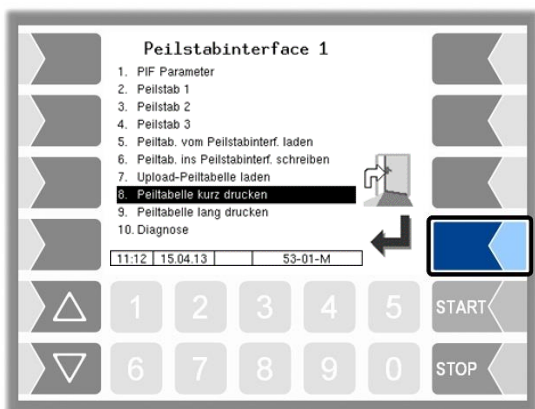 Peilstabinterface 1
1. PIF Parameter
2. Peilstab 1
3. Peilstab 2
4. Peilstab 3
5. Peiltab. vom Peilstabinterf. laden
6. Peiltab. ins Peilstabinterf. schreiben
7. Upload-Peiltabelle laden
8. Peiltabelle kurz drucken
9. Peiltabelle lang drucken
10. Diagnose
11:12 15.04.13 53-01-M
1 2 3 4 5 START
6 7 8 9 0 STOP